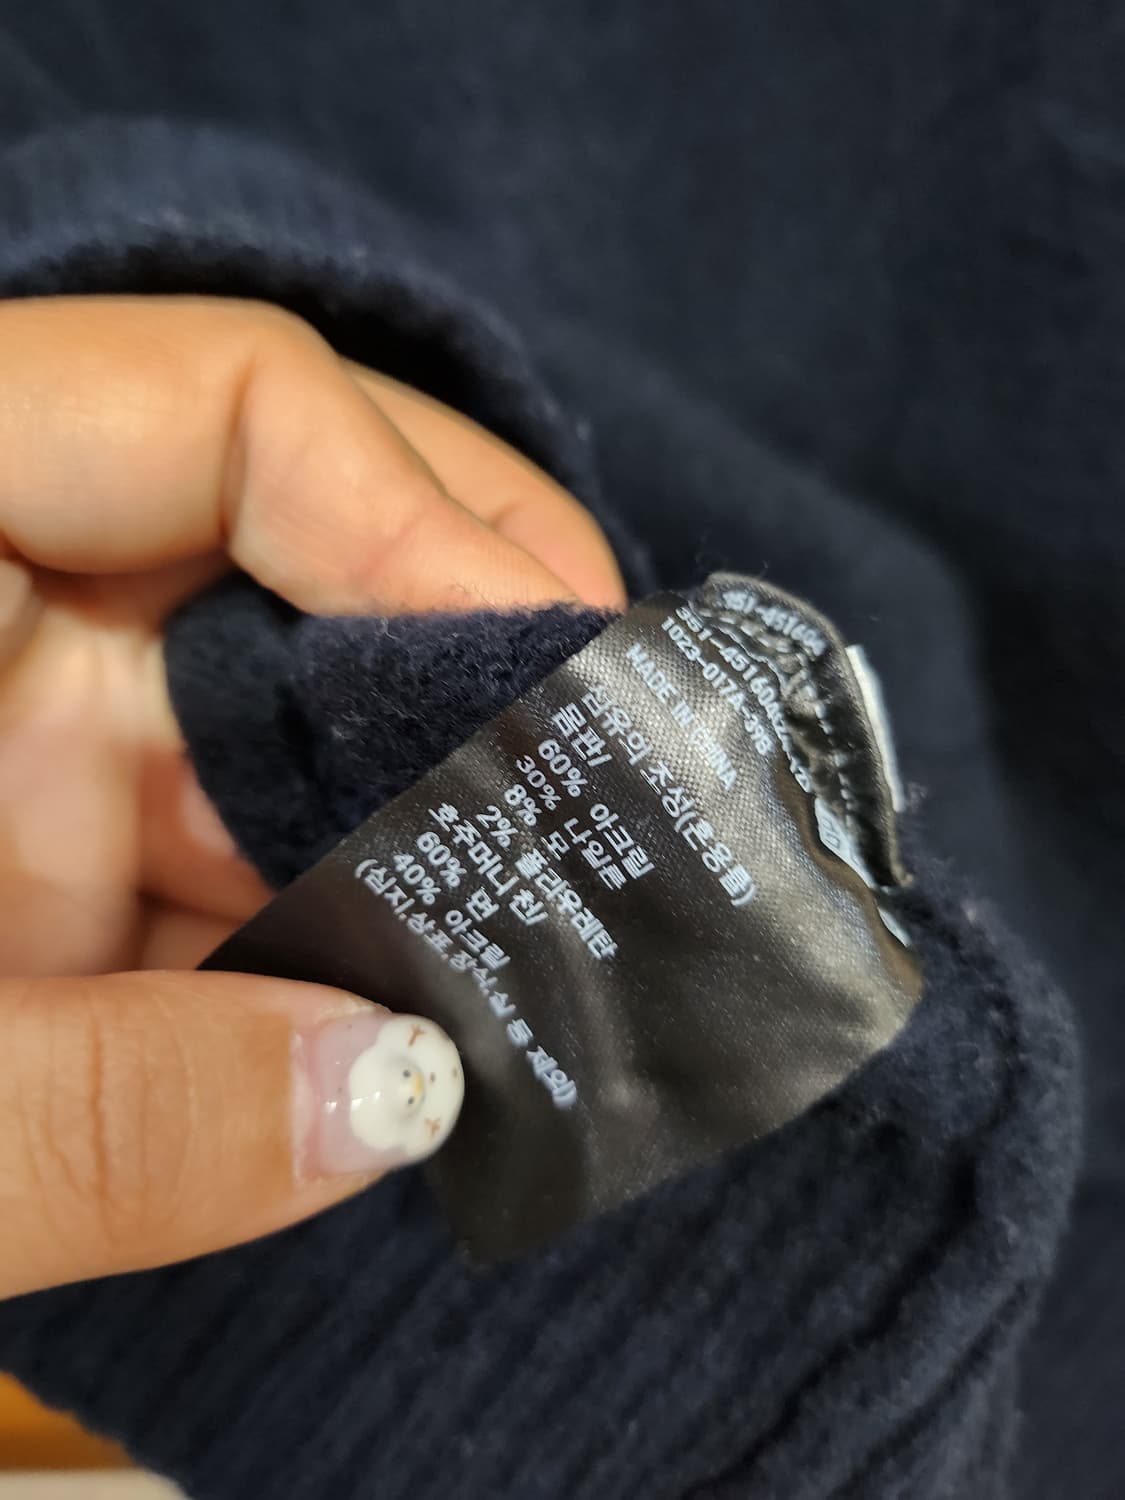 MADE IN CHINA
섬유의 조성(혼용률)
몸판/
60% 아크릴
30% 나일론
8% 모
2% 폴리우레탄
호주머니 천/
60% 면
40% 아크릴
(심지,상표,장식,실 등 제외)